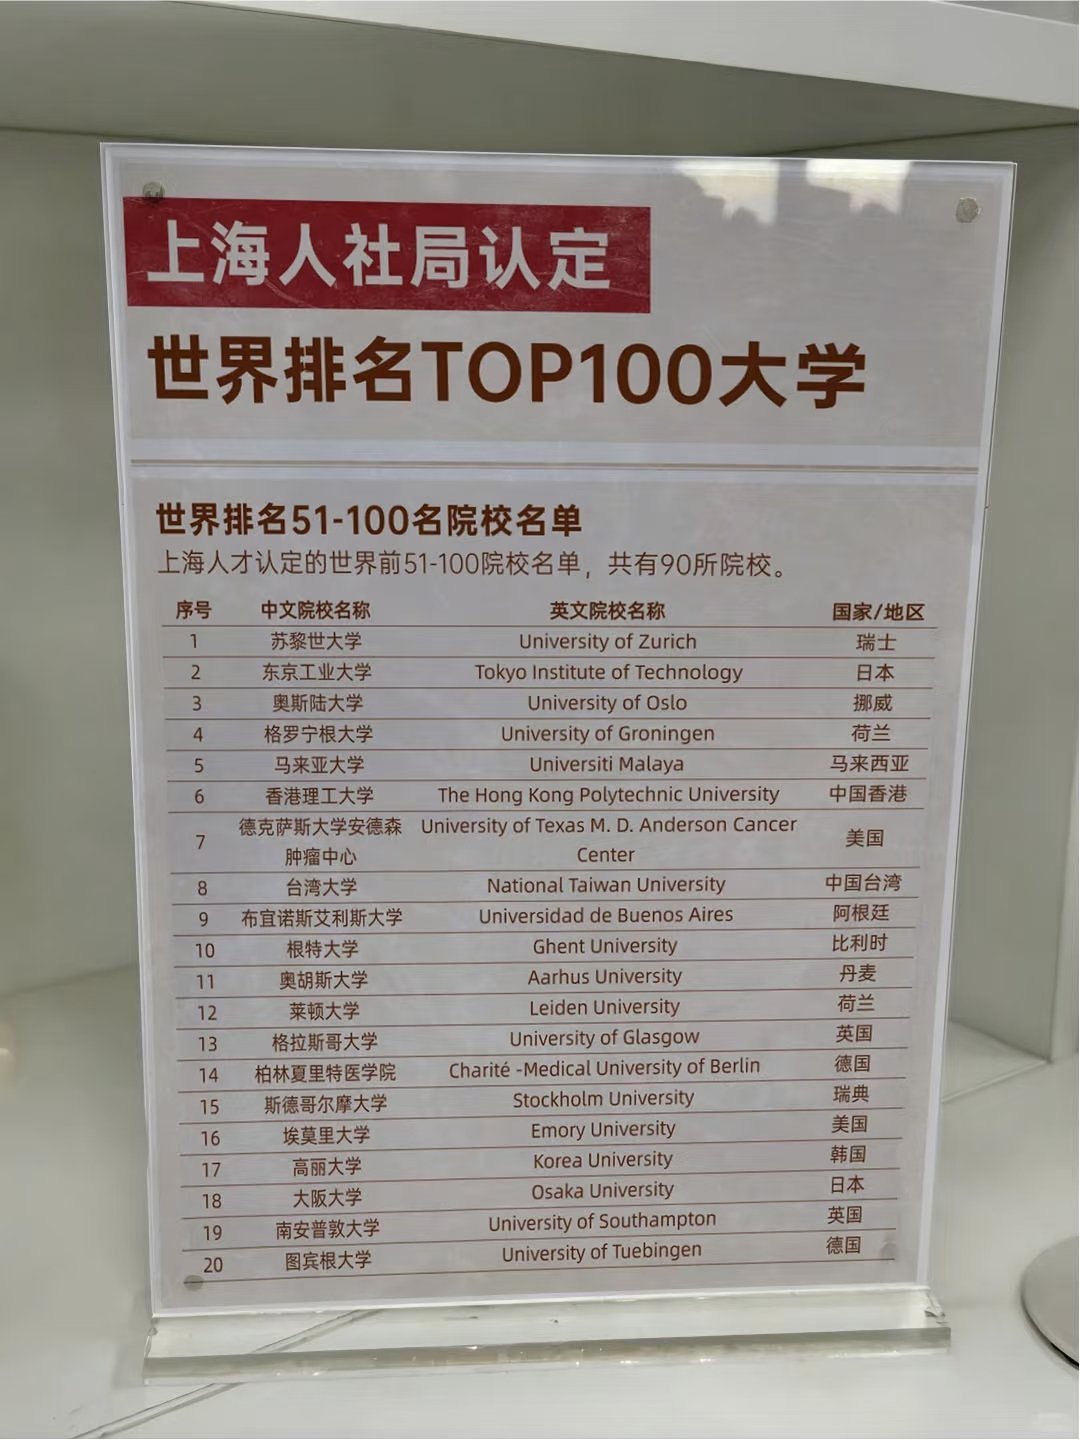 上海人社局认定
世界排名TOP100大学
世界排名51-100名院校名单
上海人才认定的世界前51-100院校名单，共有90所院校。
序号 中文院校名称 英文院校名称 国家/地区
1 苏黎世大学 University of Zurich 瑞士
2 东京工业大学 Tokyo Institute of Technology 日本
3 奥斯陆大学 University of Oslo 挪威
4 格罗宁根大学 University of Groningen 荷兰
5 马来亚大学 Universiti Malaya 马来西亚
6 香港理工大学 The Hong Kong Polytechnic University 中国香港
7 德克萨斯大学安德森 University of Texas M. D. Anderson Cancer 美国
肿瘤中心 Center
8 台湾大学 National Taiwan University 中国台湾
9 布宜诺斯艾利斯大学 Universidad de Buenos Aires 阿根廷
10 根特大学 Ghent University 比利时
11 奥胡斯大学 Aarhus University 丹麦
12 莱顿大学 Leiden University 荷兰
13 格拉斯哥大学 University of Glasgow 英国
14 柏林夏里特医学院 Charité -Medical University of Berlin 德国
15 斯德哥尔摩大学 Stockholm University 瑞典
16 埃莫里大学 Emory University 美国
17 高丽大学 Korea University 韩国
18 大阪大学 Osaka University 日本
19 南安普敦大学 University of Southampton 英国
20 图宾根大学 University of Tuebingen 德国